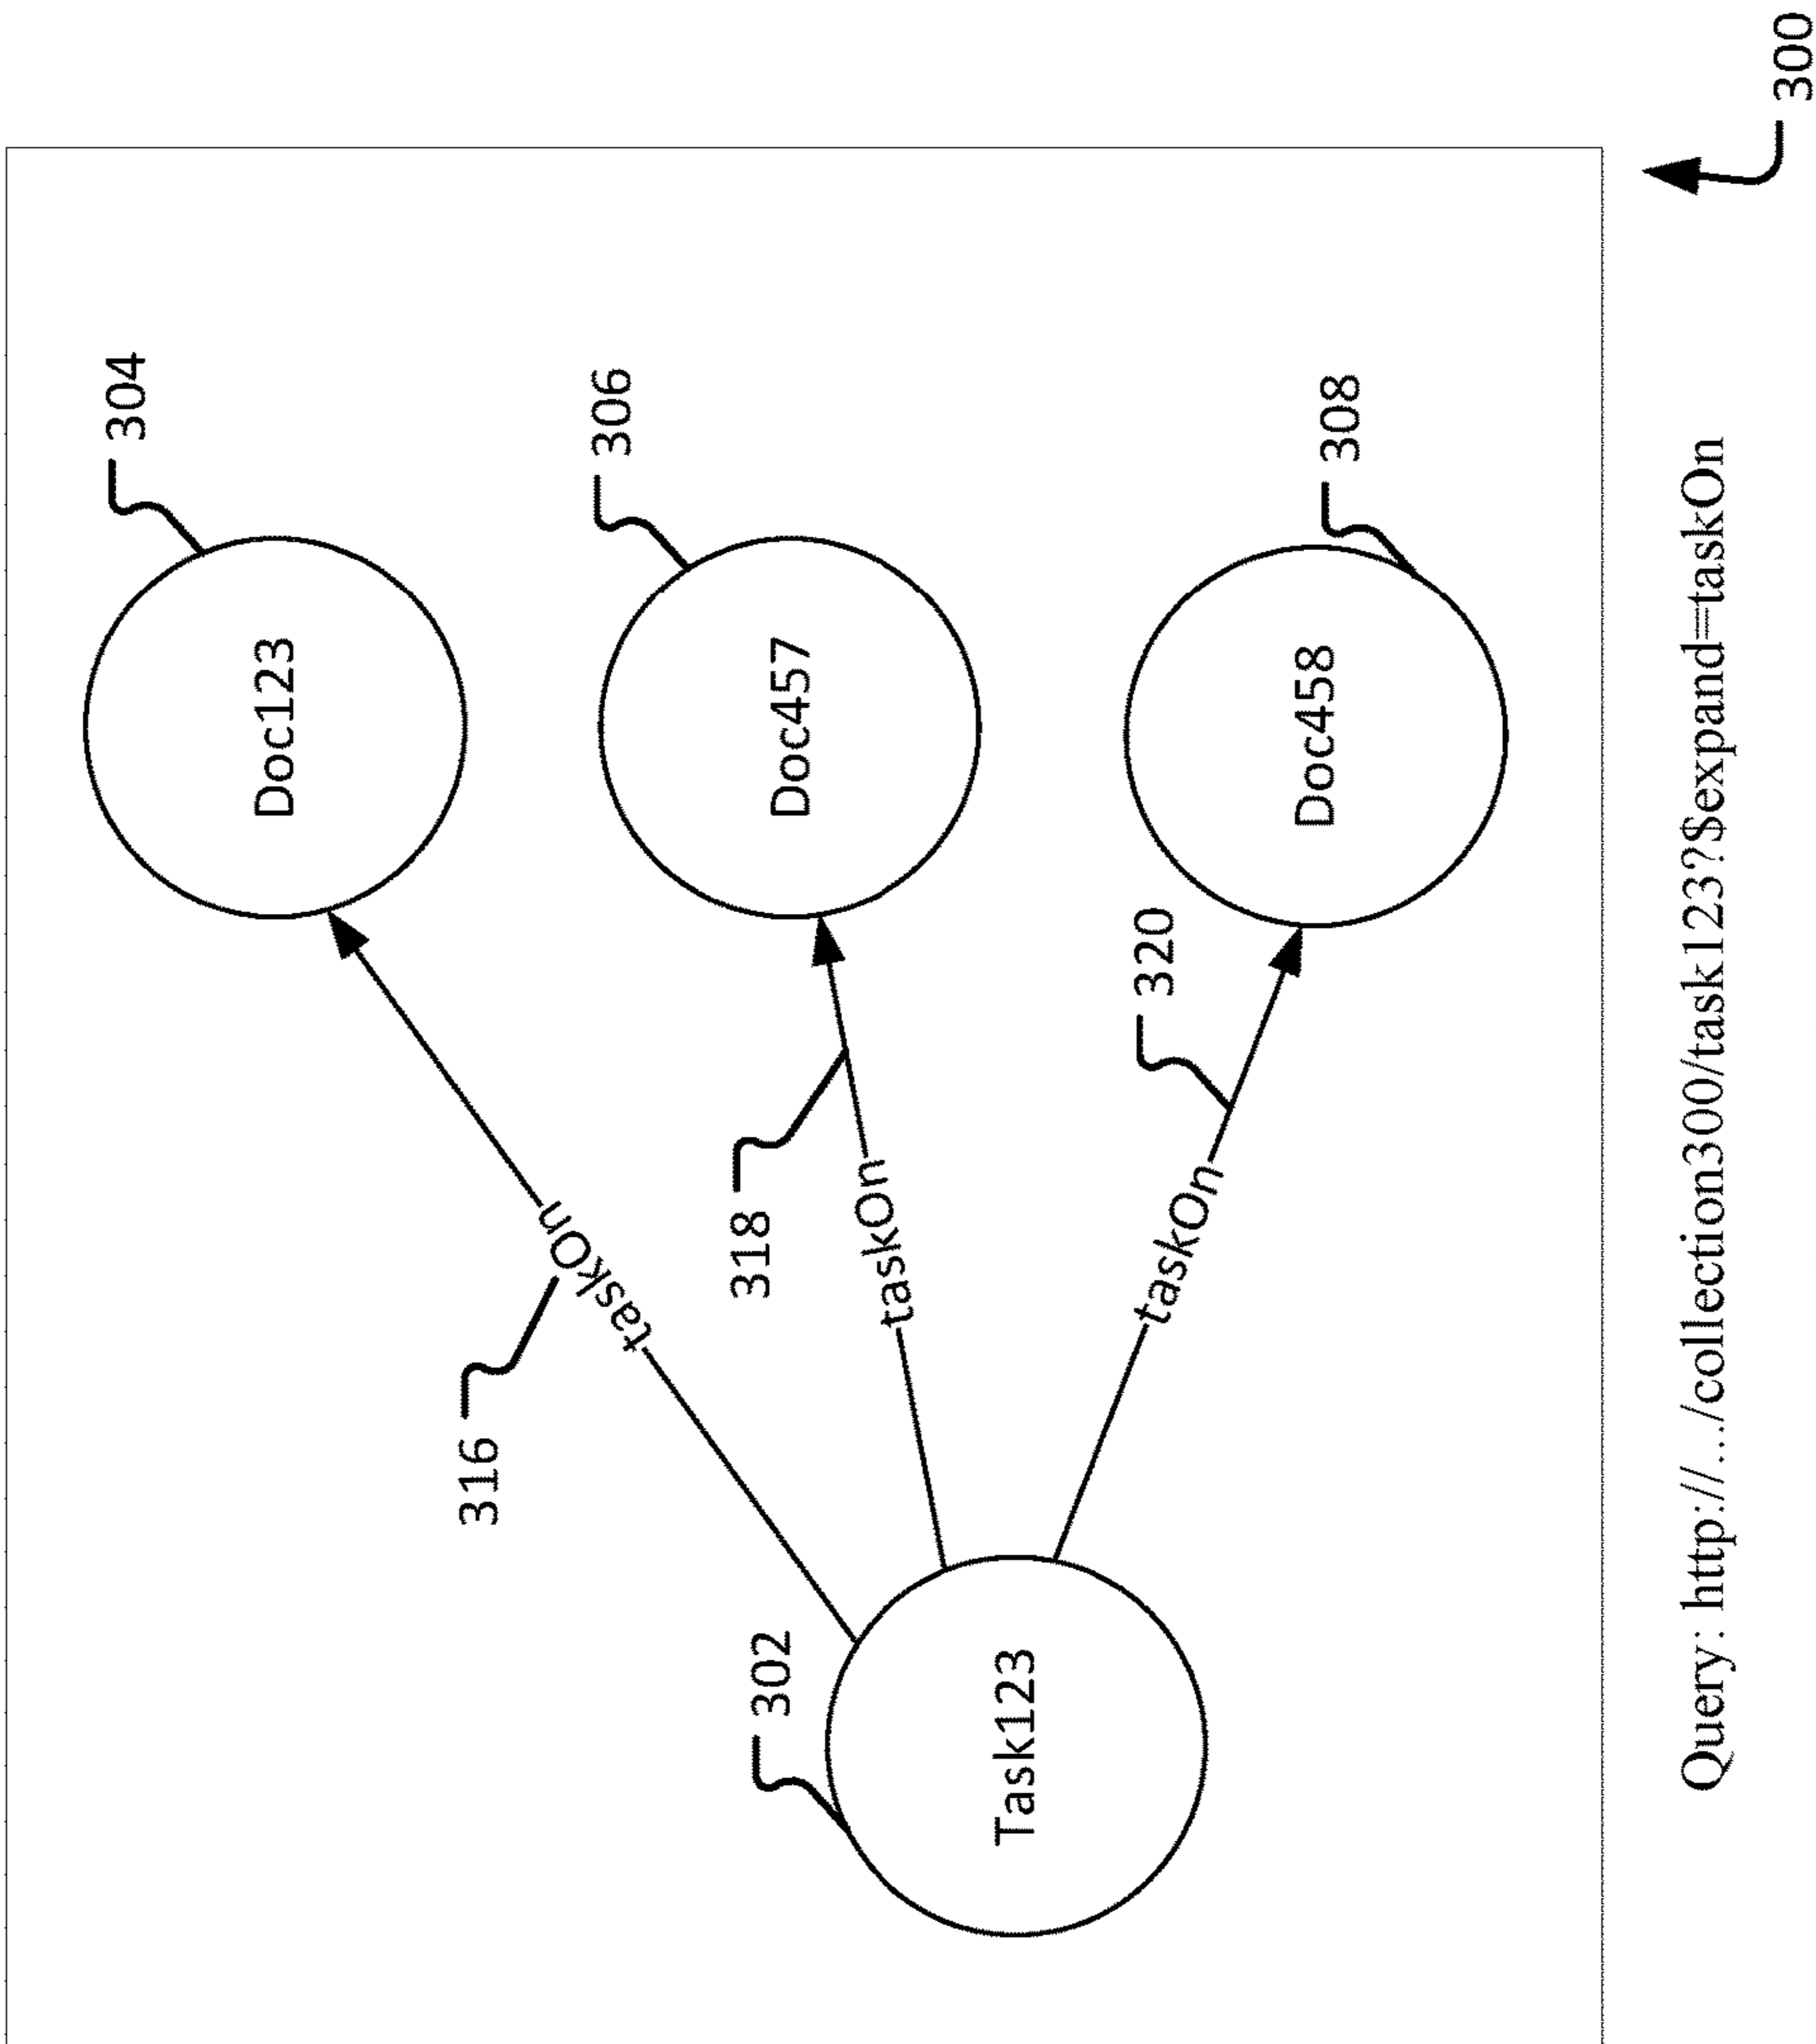 304
Doc123
316
taskOn
306
Doc457
318
taskOn
302
Task123
320
taskOn
308
Doc458
Query: http://.../collection300/task123?$expand=taskOn
300